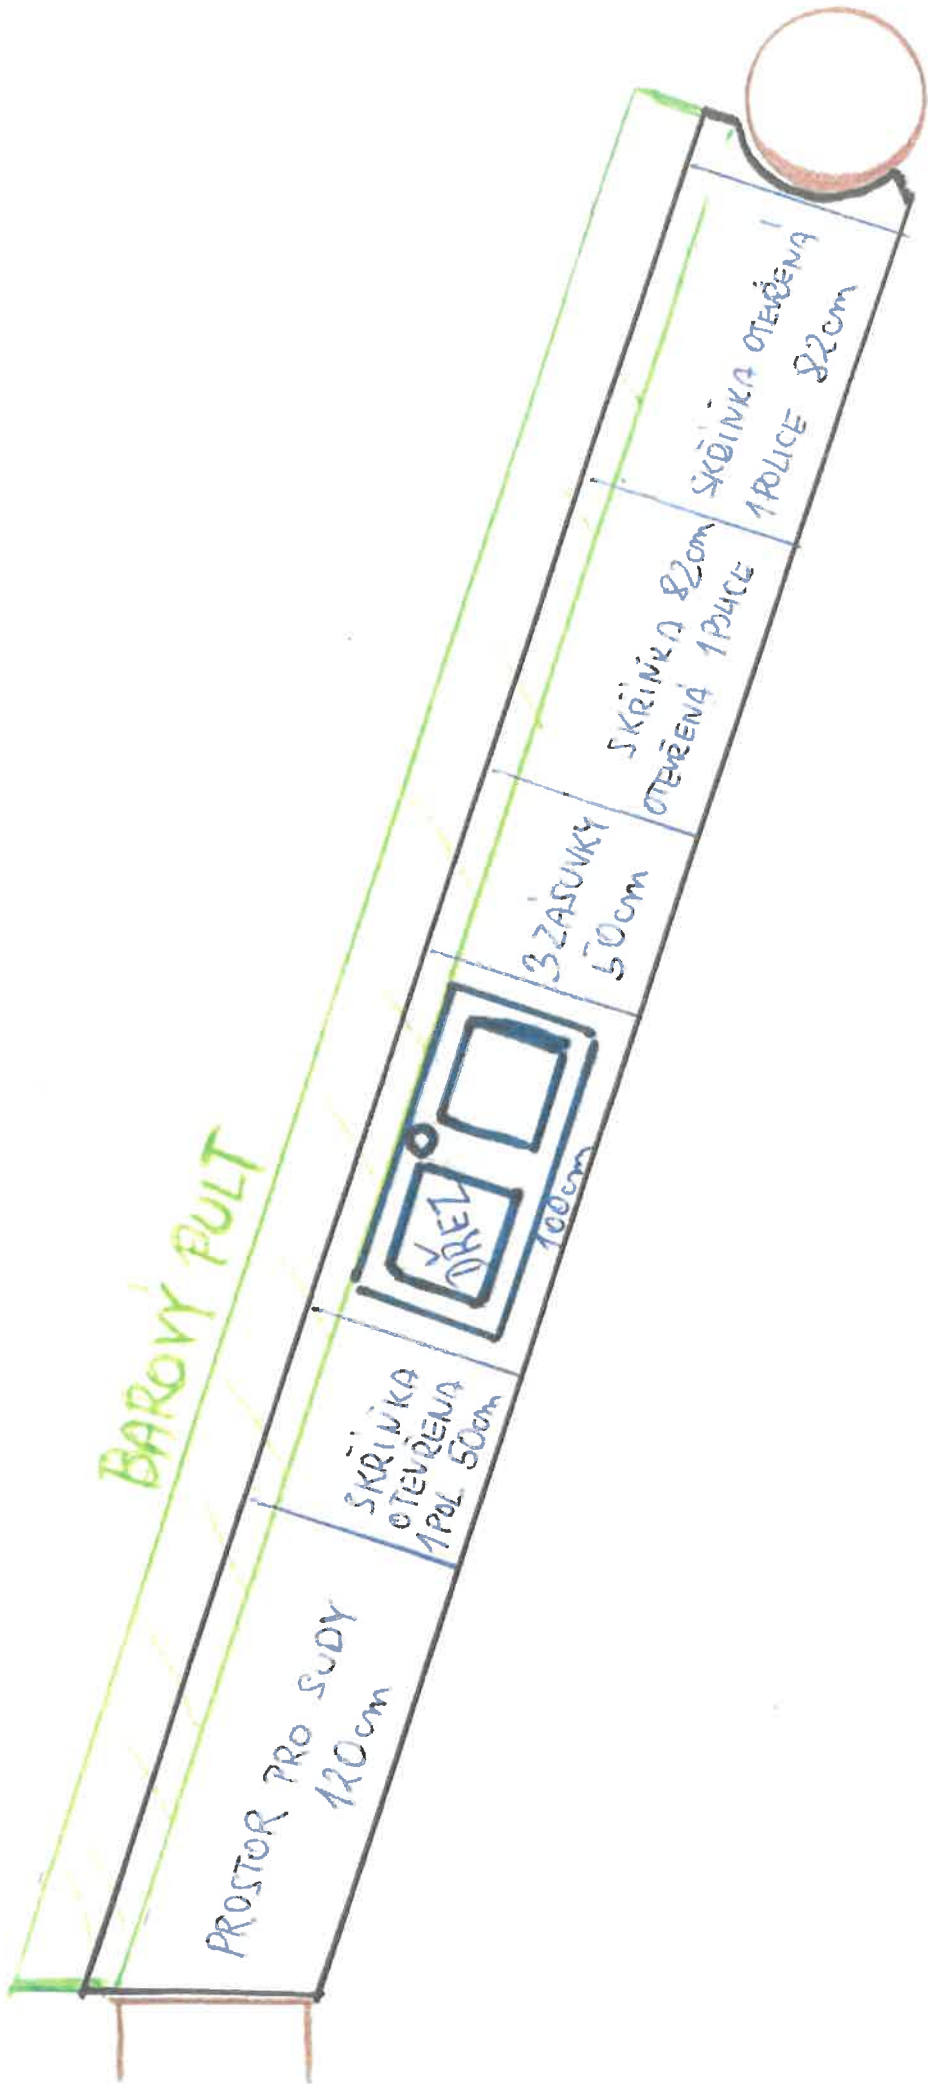 BAROVÝ PULT
PROSTOR PRO SUDY
120cm
SKŘÍŇKA
OTEVŘENA
1POL 50cm
DŘEZ
100cm
3 ZÁSUVKY
50cm
SKŘÍŇKA 82cm
OTEVŘENÁ 1POLICE
SKŘÍŇKA OTEVŘENÁ
1POLICE 82cm